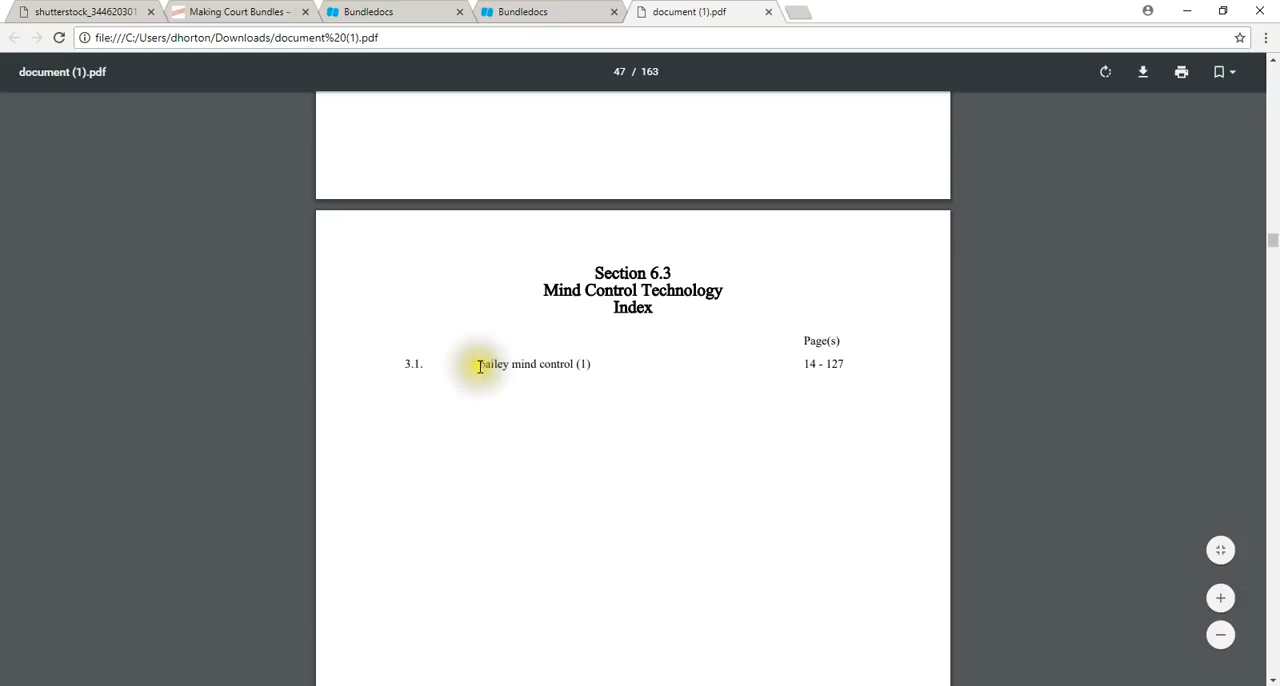 shutterstock_344620301
Making Court Bundles –
Bundledocs
Bundledocs
document (1).pdf
file:///C:/Users/dhorton/Downloads/document%20(1).pdf
document (1).pdf
47 / 163
Section 6.3
Mind Control Technology
Index
Page(s)
3.1. bailey mind control (1) 14 - 127